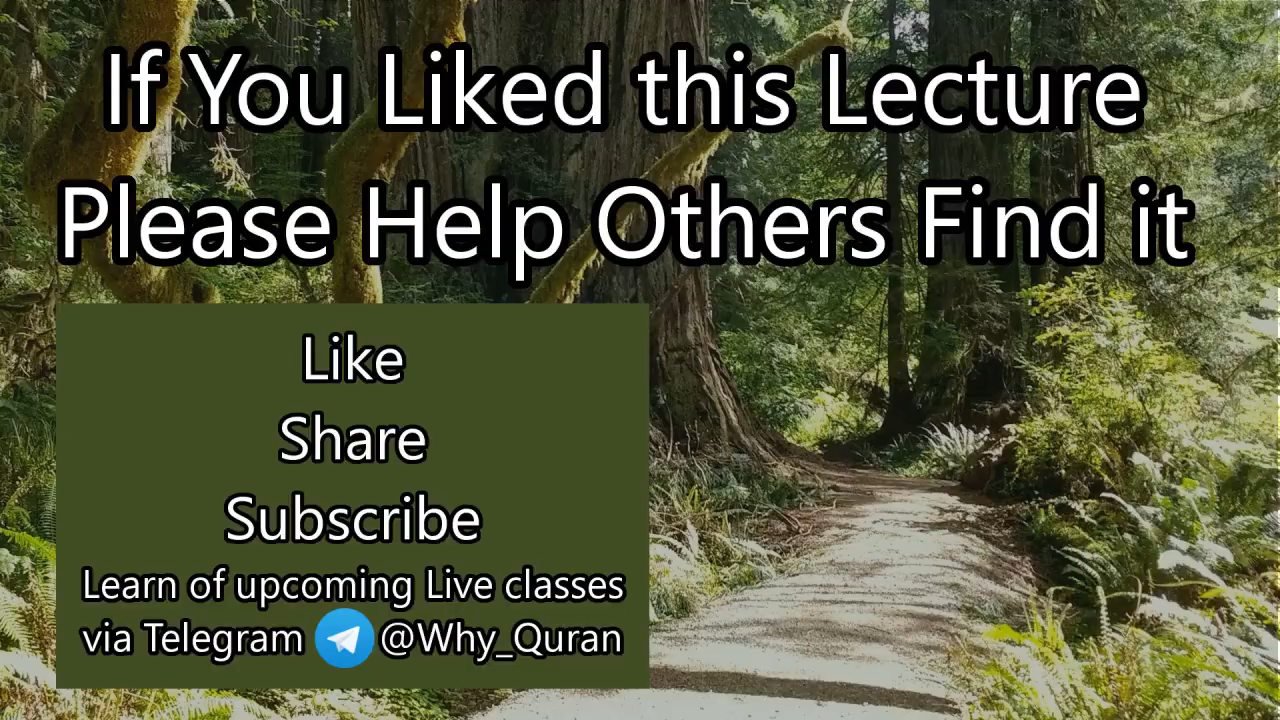 If You Liked this Lecture
Please Help Others Find it
Like
Share
Subscribe
Learn of upcoming Live classes
via Telegram @Why_Quran